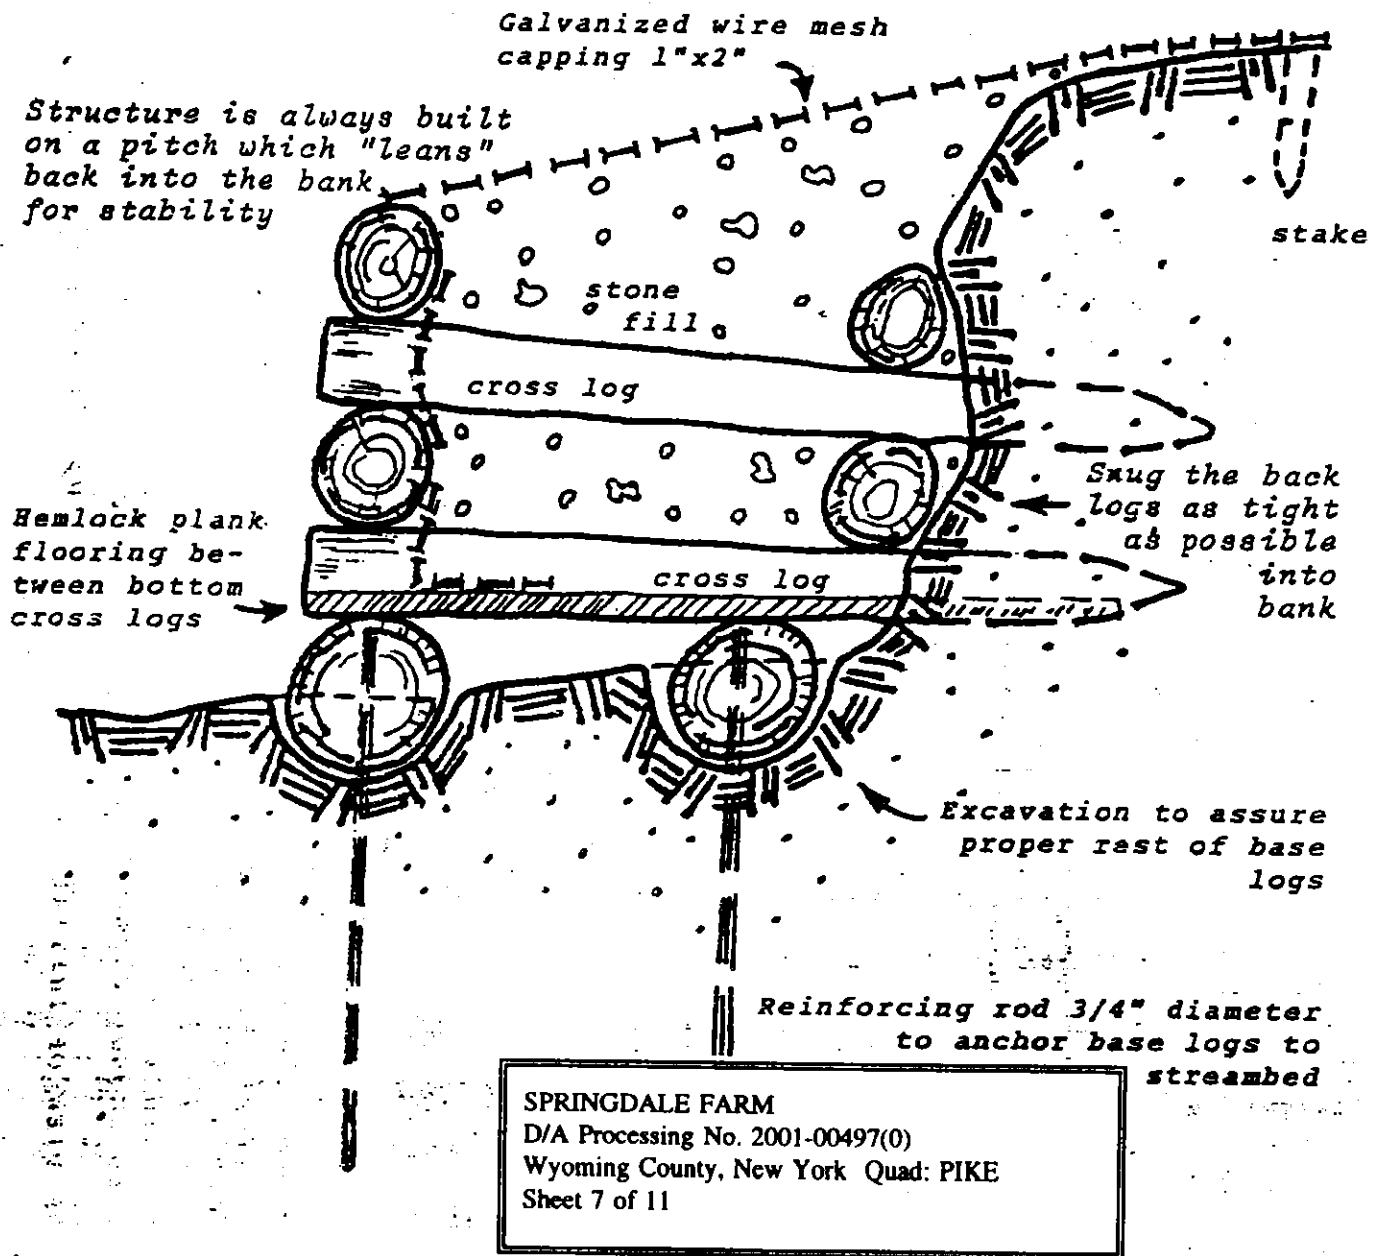 Galvanized wire mesh
capping 1"x2"
Structure is always built
on a pitch which "leans"
back into the bank
for stability
stake
stone
fill
cross log
Snug the back
logs as tight
as possible
into
bank
Hemlock plank
flooring be-
tween bottom
cross logs
cross log
Excavation to assure
proper rest of base
logs
Reinforcing rod 3/4" diameter
to anchor base logs to
streambed
SPRINGDALE FARM
D/A Processing No. 2001-00497(0)
Wyoming County, New York Quad: PIKE
Sheet 7 of 11